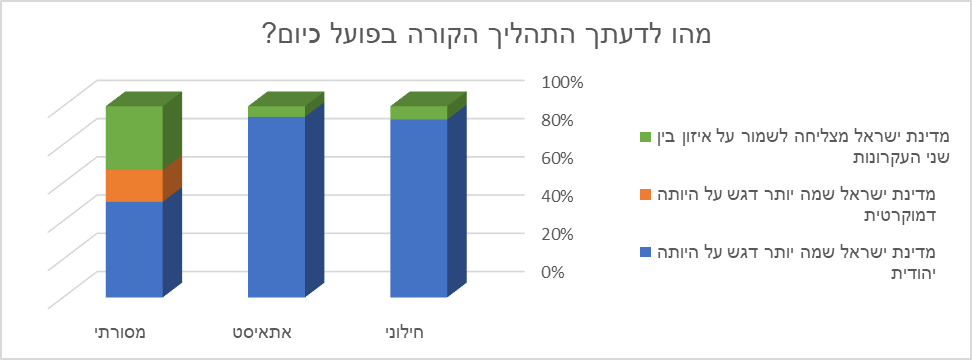 מהו לדעתך התהליך הקורה בפועל כיום?
100%
80%
60%
40%
20%
0%
חילוני
אתאיסט
מסורתי
מדינת ישראל מצליחה לשמור על איזון בין
שני העקרונות
מדינת ישראל שמה יותר דגש על היותה
דמוקרטית
מדינת ישראל שמה יותר דגש על היותה
יהודית